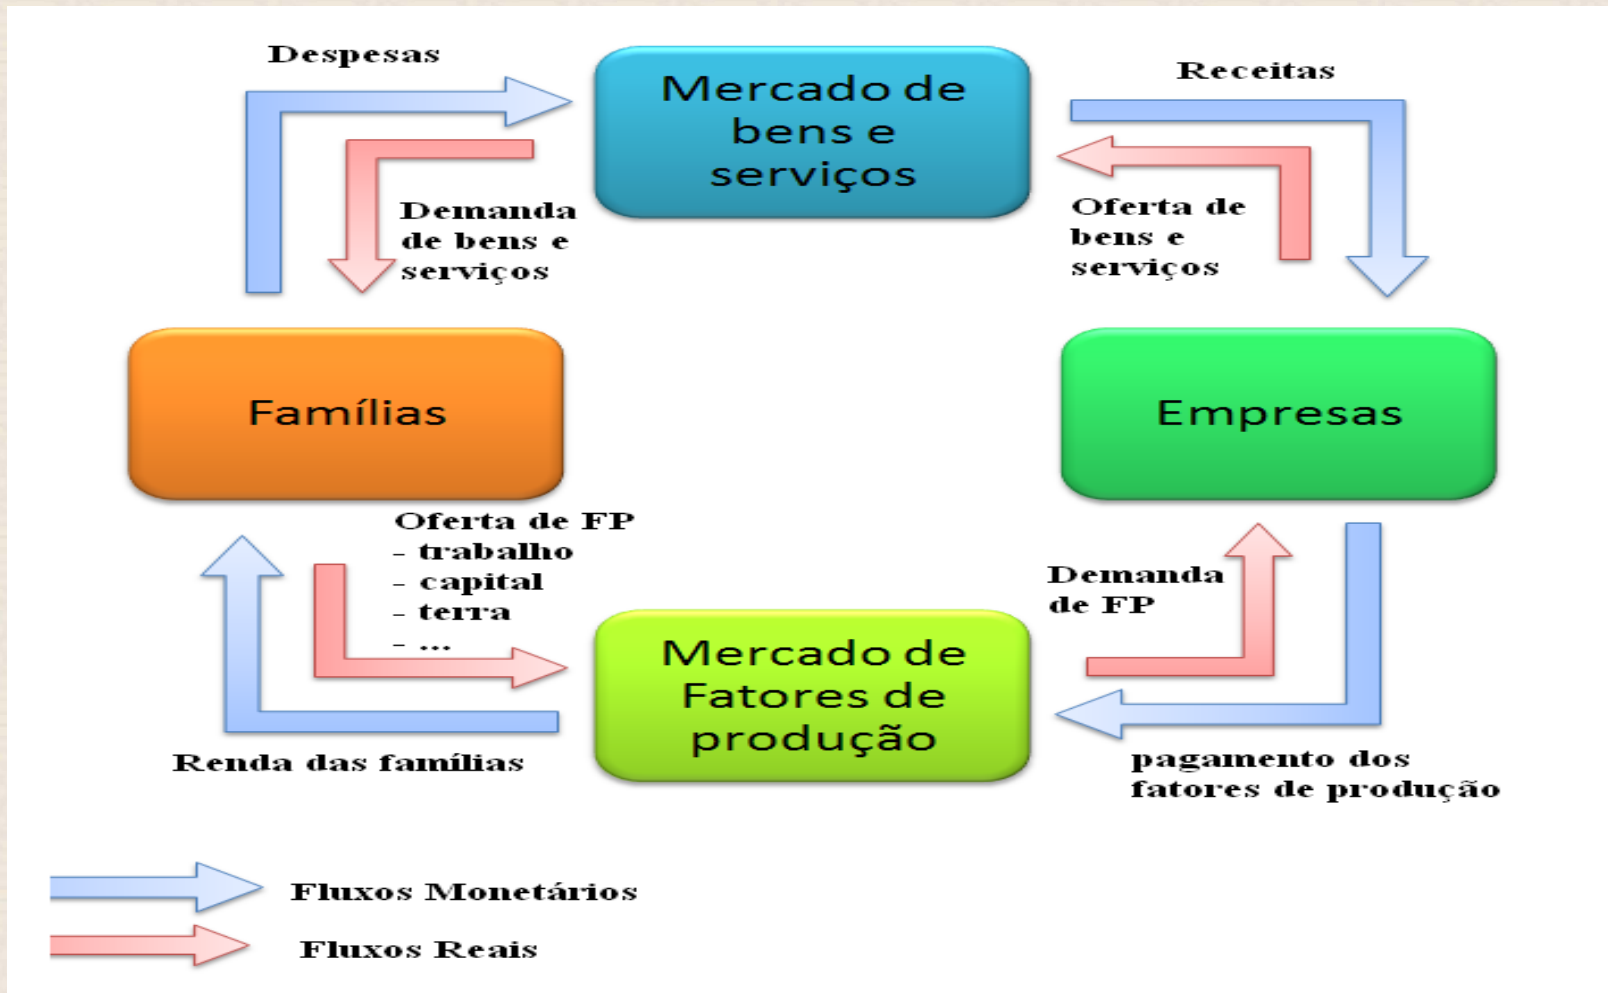 Despesas
Mercado de
bens e
serviços
Receitas
Demanda
de bens e
serviços
Oferta de
bens e
serviços
Famílias
Empresas
Oferta de FP
- trabalho
- capital
- terra
- ...
Demanda
de FP
Mercado de
Fatores de
produção
Renda das famílias
pagamento dos
fatores de produção
Fluxos Monetários
Fluxos Reais